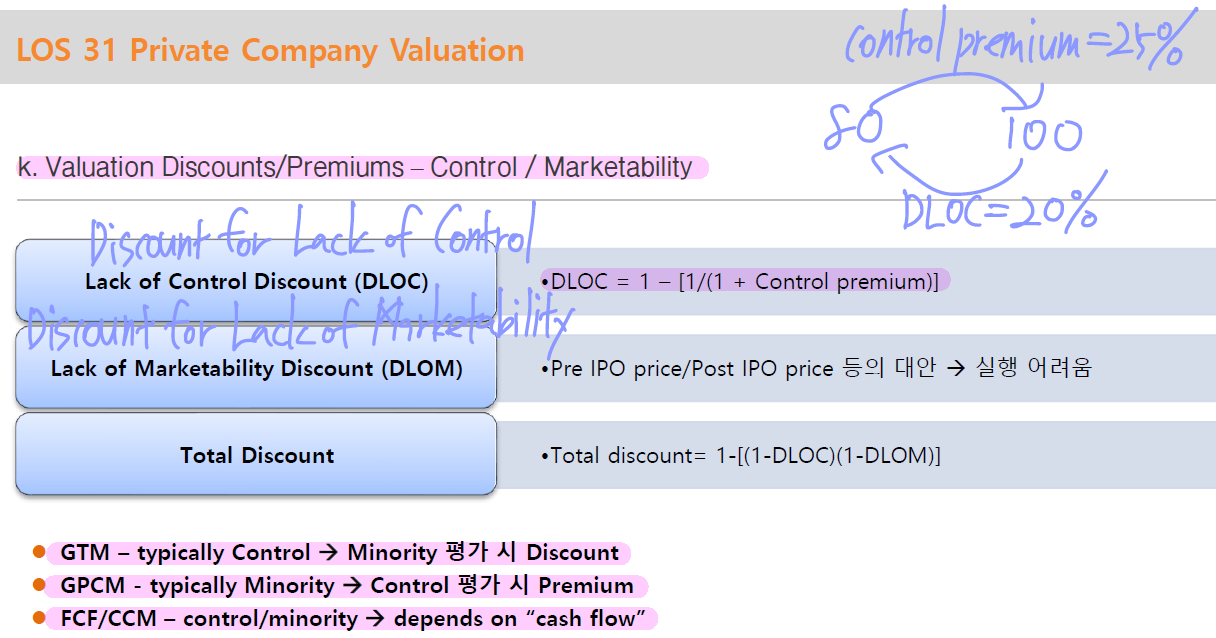 LOS 31 Private Company Valuation
control premium=25%
80 100
DLOC=20%
k. Valuation Discounts/Premiums – Control / Marketability
Discount for Lack of Control
Lack of Control Discount (DLOC)
•DLOC = 1 – [1/(1 + Control premium)]
Discount for Lack of Marketability
Lack of Marketability Discount (DLOM)
•Pre IPO price/Post IPO price 등의 대안 → 실행 어려움
Total Discount
•Total discount= 1-[(1-DLOC)(1-DLOM)]
● GTM – typically Control → Minority 평가 시 Discount
● GPCM - typically Minority → Control 평가 시 Premium
● FCF/CCM – control/minority → depends on “cash flow”